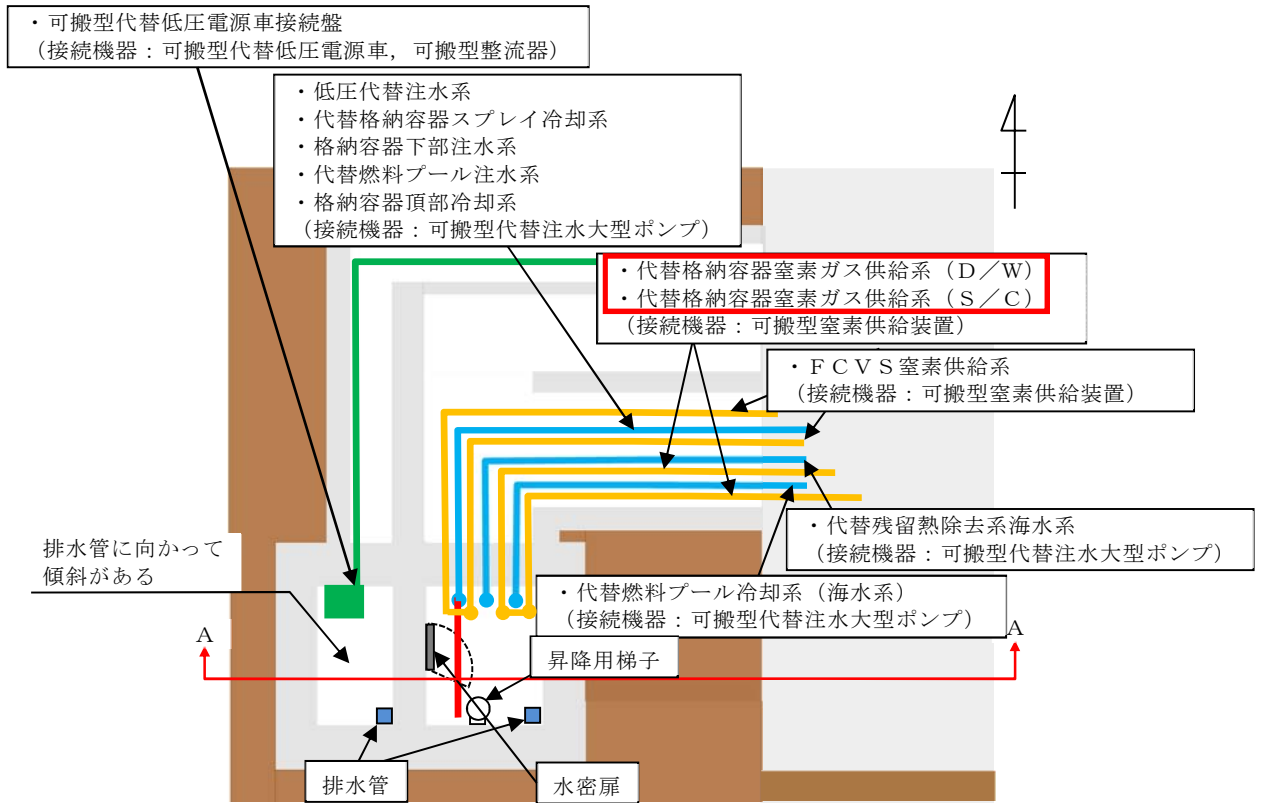 ・可搬型代替低圧電源車接続盤
（接続機器：可搬型代替低圧電源車，可搬型整流器）
・低圧代替注水系
・代替格納容器スプレイ冷却系
・格納容器下部注水系
・代替燃料プール注水系
・格納容器頂部冷却系
（接続機器：可搬型代替注水大型ポンプ）
・代替格納容器窒素ガス供給系（Ｄ／Ｗ）
・代替格納容器窒素ガス供給系（Ｓ／Ｃ）
（接続機器：可搬型窒素供給装置）
・ＦＣＶＳ窒素供給系
（接続機器：可搬型窒素供給装置）
・代替残留熱除去系海水系
（接続機器：可搬型代替注水大型ポンプ）
排水管に向かって
傾斜がある
・代替燃料プール冷却系（海水系）
（接続機器：可搬型代替注水大型ポンプ）
A
A
昇降用梯子
排水管
水密扉